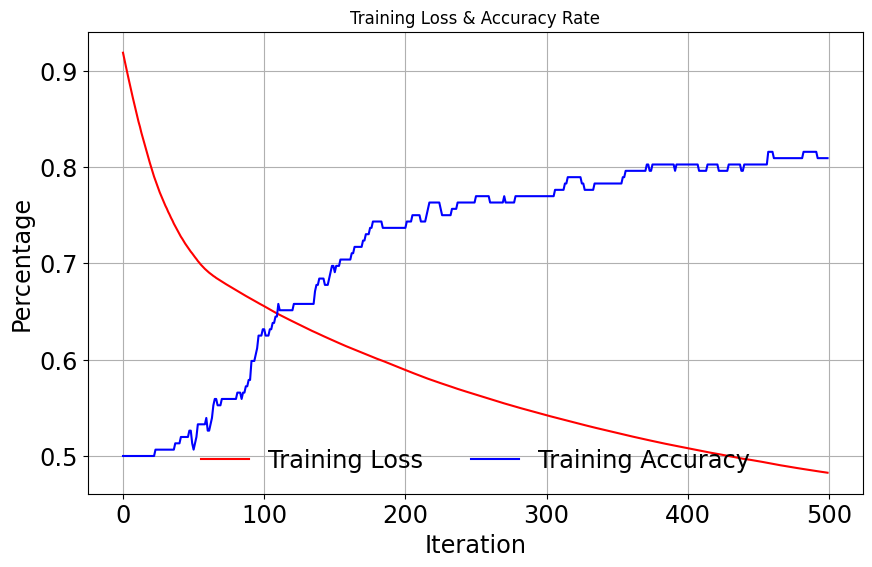 Training Loss & Accuracy Rate
Percentage
0.9
0.8
0.7
0.6
0.5
Training Loss
Training Accuracy
0 100 200 300 400 500
Iteration